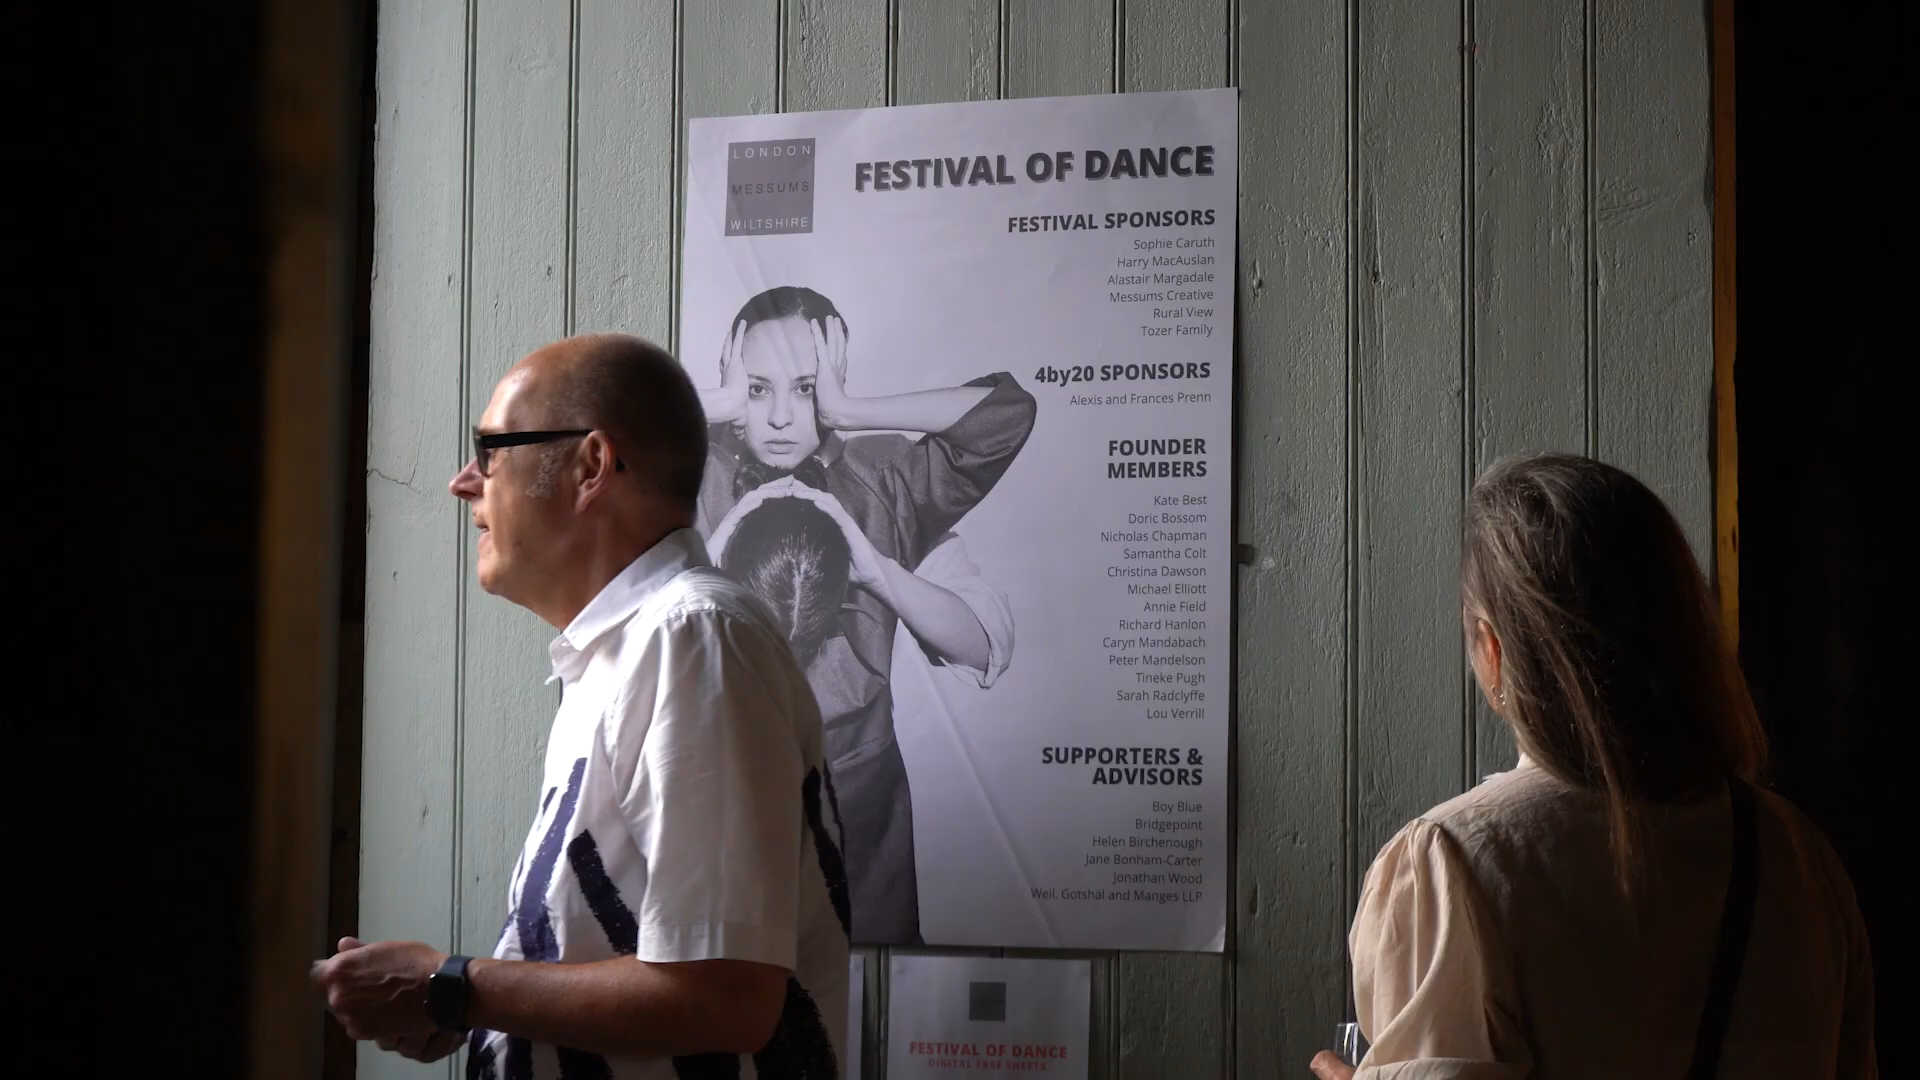 LONDON
MESSUMS
WILTSHIRE
FESTIVAL OF DANCE
FESTIVAL SPONSORS
Sophie Caruth
Harry MacAuslan
Alastair Margadale
Messums Creative
Rural View
Tozer Family
4by20 SPONSORS
Alexis and Frances Prenn
FOUNDER
MEMBERS
Kate Best
Doric Bossom
Nicholas Chapman
Samantha Colt
Christina Dawson
Michael Elliott
Annie Field
Richard Hanlon
Caryn Mandabach
Peter Mandelson
Tineke Pugh
Sarah Radclyffe
Lou Verrill
SUPPORTERS &
ADVISORS
Boy Blue
Bridgepoint
Helen Birchenough
Jane Bonham-Carter
Jonathan Wood
Weil, Gotshal and Manges LLP
FESTIVAL OF DANCE
DIGITAL FREE SHEETS